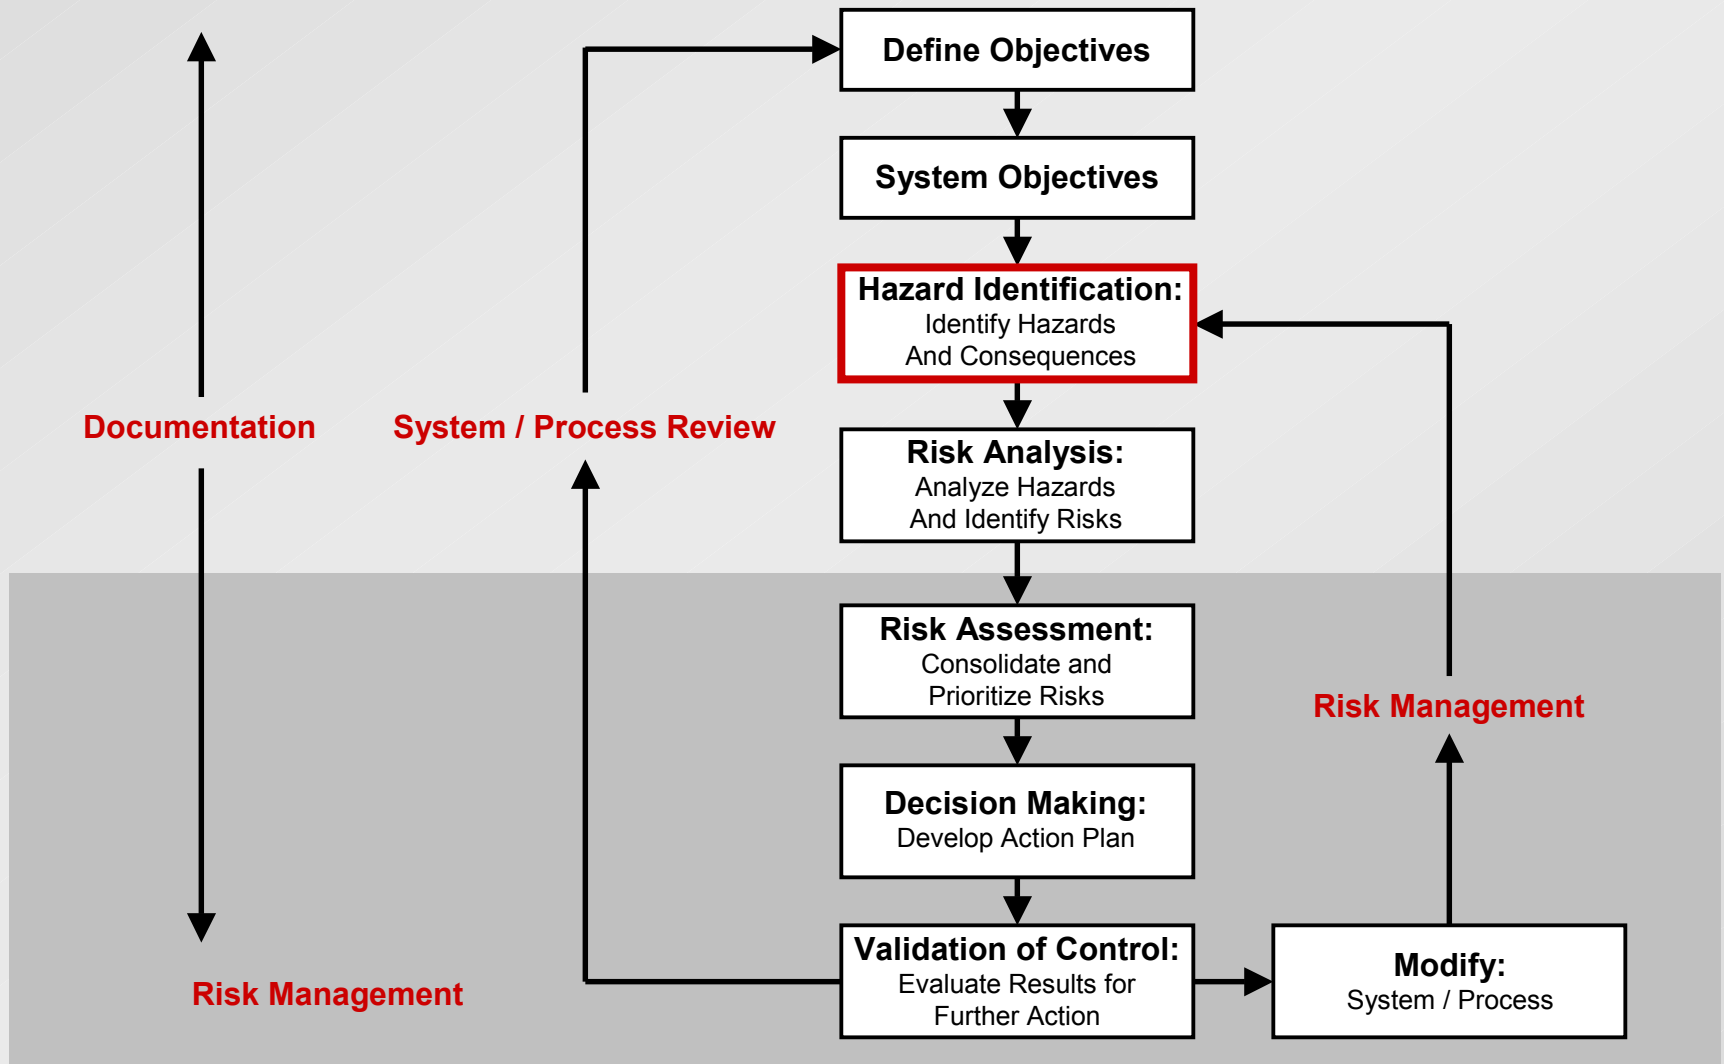 Define Objectives
System Objectives
Hazard Identification:
Identify Hazards
And Consequences
Documentation
System / Process Review
Risk Analysis:
Analyze Hazards
And Identify Risks
Risk Assessment:
Consolidate and
Prioritize Risks
Risk Management
Decision Making:
Develop Action Plan
Validation of Control:
Evaluate Results for
Further Action
Modify:
System / Process
Risk Management